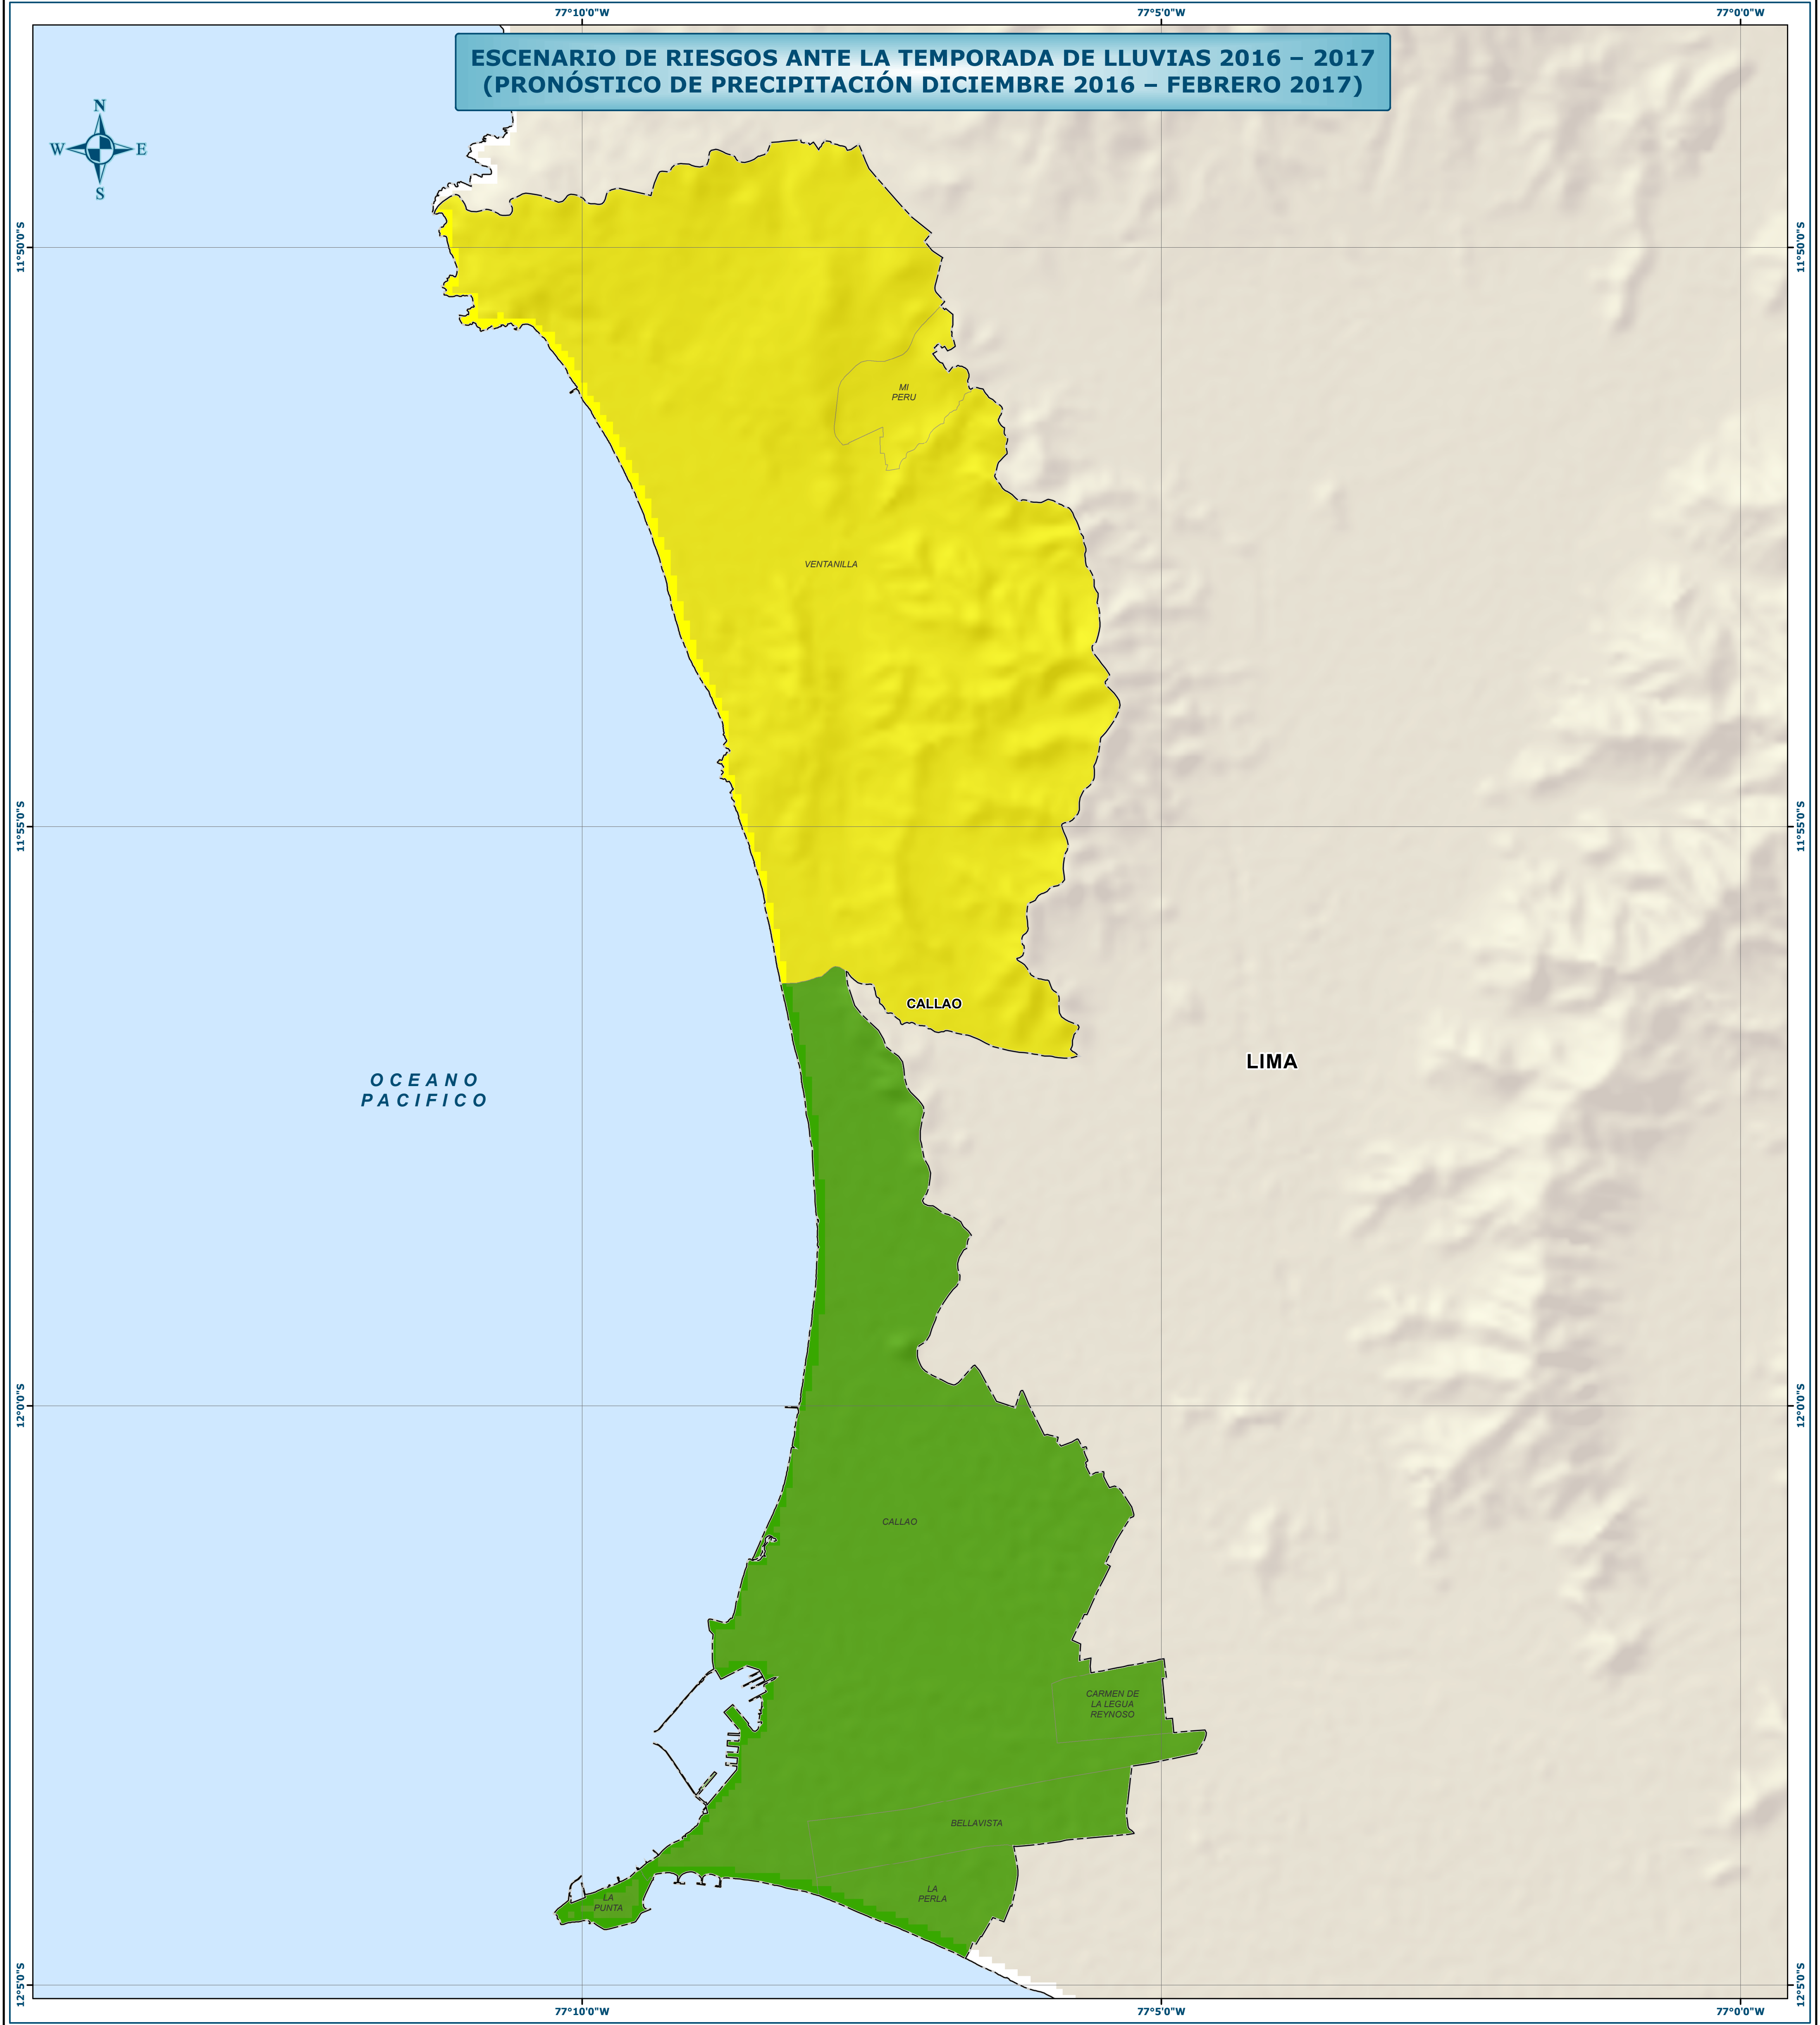 77°10'0"W
77°5'0"W
77°0'0"W
ESCENARIO DE RIESGOS ANTE LA TEMPORADA DE LLUVIAS 2016 – 2017
(PRONÓSTICO DE PRECIPITACIÓN DICIEMBRE 2016 – FEBRERO 2017)
N
W
E
S
11°50'0"S
11°50'0"S
MI
PERU
VENTANILLA
11°55'0"S
11°55'0"S
CALLAO
LIMA
OCEANO
PACIFICO
12°0'0"S
12°0'0"S
CALLAO
CARMEN DE
LA LEGUA
REYNOSO
BELLAVISTA
LA
PERLA
LA
PUNTA
12°5'0"S
12°5'0"S
77°10'0"W
77°5'0"W
77°0'0"W